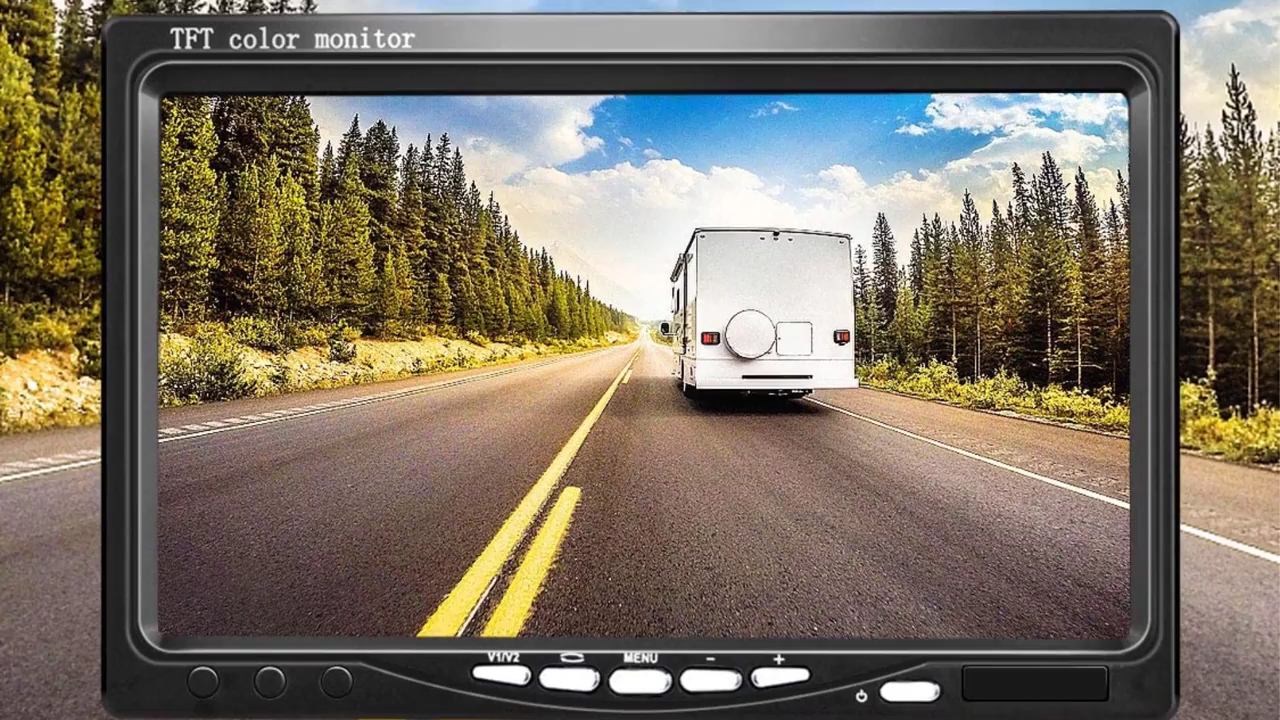 TFT color monitor
V1/V2 MENU − +